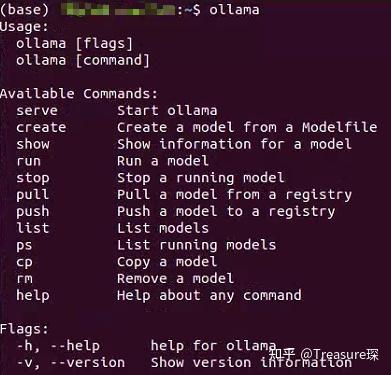 (base) :~$ ollama
Usage:
  ollama [flags]
  ollama [command]

Available Commands:
  serve       Start ollama
  create      Create a model from a Modelfile
  show        Show information for a model
  run         Run a model
  stop        Stop a running model
  pull        Pull a model from a registry
  push        Push a model to a registry
  list        List models
  ps          List running models
  cp          Copy a model
  rm          Remove a model
  help        Help about any command

Flags:
  -h, --help      help for ollama
  -v, --version   Show version information
知乎 @Treasure琛